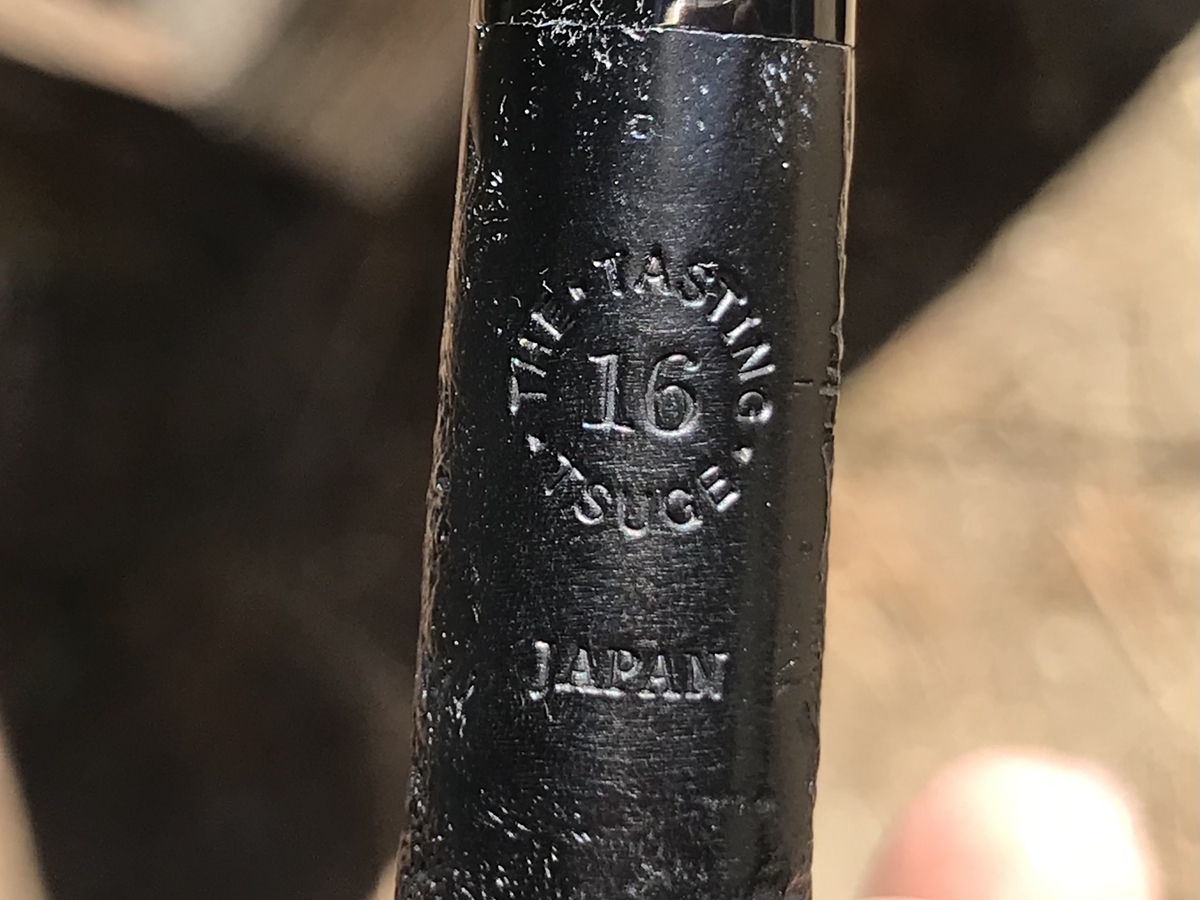 THE · TASTING
16
· TSUGE ·
JAPAN